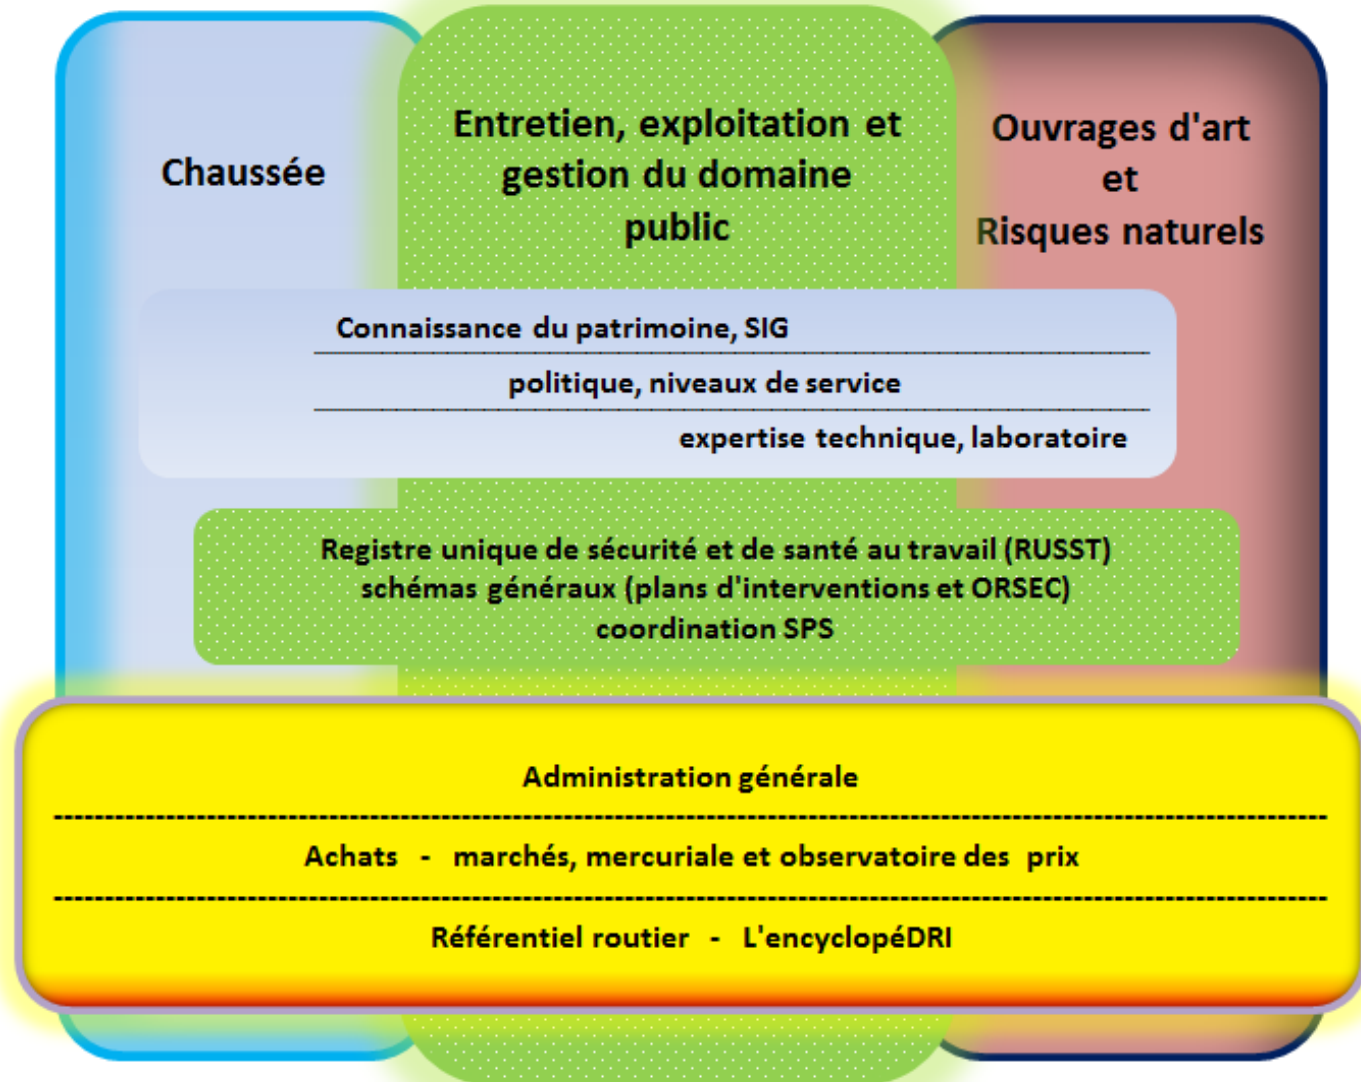 Chaussée
Entretien, exploitation et
gestion du domaine
public
Ouvrages d'art
et
Risques naturels
Connaissance du patrimoine, SIG
politique, niveaux de service
expertise technique, laboratoire
Registre unique de sécurité et de santé au travail (RUSST)
schémas généraux (plans d'interventions et ORSEC)
coordination SPS
Administration générale
Achats - marchés, mercuriale et observatoire des prix
Référentiel routier - L'encyclopéDRI